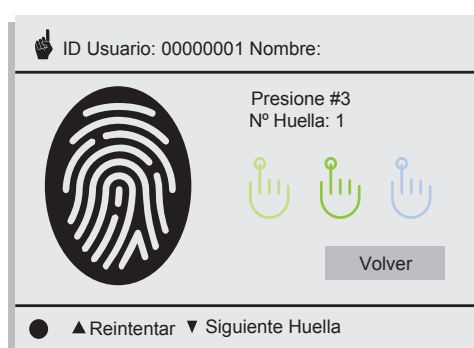 ID Usuario: 00000001 Nombre:
Presione #3
Nº Huella: 1
Volver
▲Reintentar ▼ Siguiente Huella